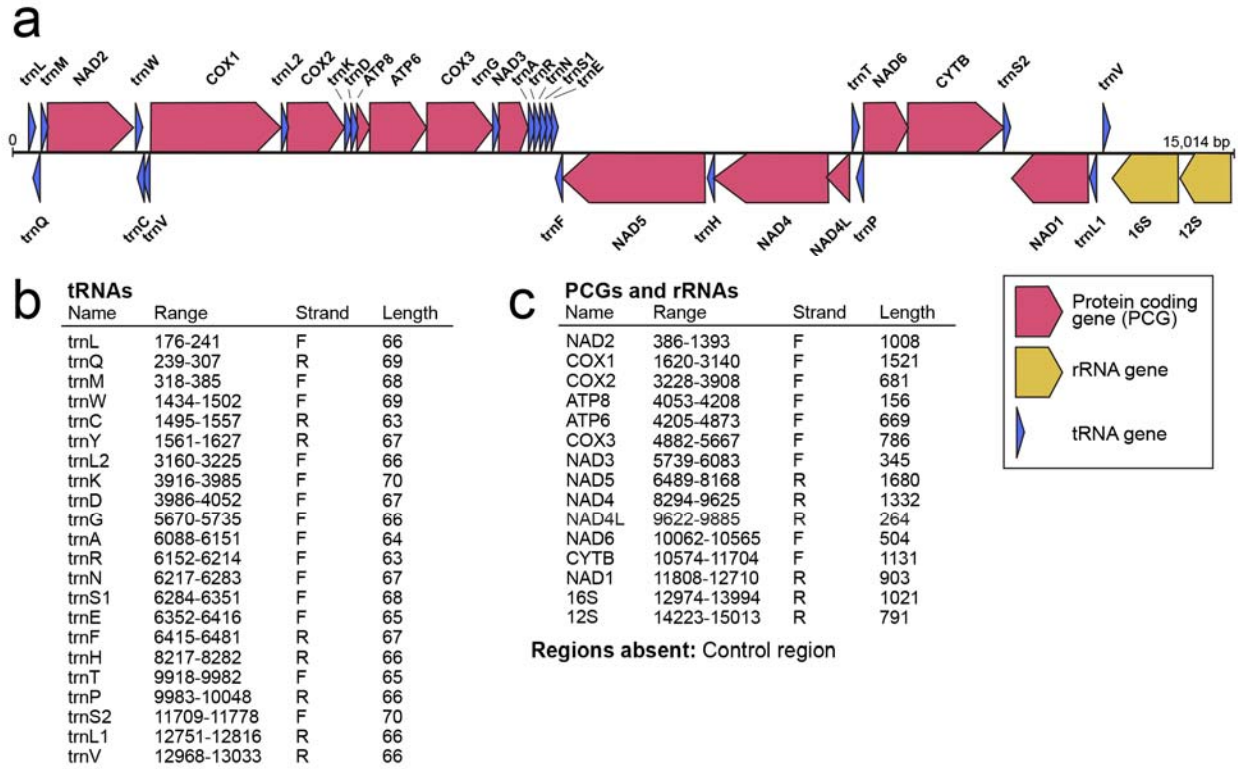 a
trnL
trnM
NAD2
trnW
COX1
trnL2
COX2
trnK
trnD
ATP8
ATP6
COX3
trnG
NAD3
trnA
trnR
trnN
trnS1
trnE
trnT
NAD6
CYTB
trnS2
trnV
0
15,014 bp
trnQ
trnC
trnV
trnF
NAD5
trnH
NAD4
NAD4L
trnP
NAD1
trnL1
16S
12S
b
tRNAs
Name Range Strand Length
trnL 176-241 F 66
trnQ 239-307 R 69
trnM 318-385 F 68
trnW 1434-1502 F 69
trnC 1495-1557 R 63
trnY 1561-1627 R 67
trnL2 3160-3225 F 66
trnK 3916-3985 F 70
trnD 3986-4052 F 67
trnG 5670-5735 F 66
trnA 6088-6151 F 64
trnR 6152-6214 F 63
trnN 6217-6283 F 67
trnS1 6284-6351 F 68
trnE 6352-6416 F 65
trnF 6415-6481 R 67
trnH 8217-8282 R 66
trnT 9918-9982 F 65
trnP 9983-10048 R 66
trnS2 11709-11778 F 70
trnL1 12751-12816 R 66
trnV 12968-13033 R 66
c
PCGs and rRNAs
Name Range Strand Length
NAD2 386-1393 F 1008
COX1 1620-3140 F 1521
COX2 3228-3908 F 681
ATP8 4053-4208 F 156
ATP6 4205-4873 F 669
COX3 4882-5667 F 786
NAD3 5739-6083 F 345
NAD5 6489-8168 R 1680
NAD4 8294-9625 R 1332
NAD4L 9622-9885 R 264
NAD6 10062-10565 F 504
CYTB 10574-11704 F 1131
NAD1 11808-12710 R 903
16S 12974-13994 R 1021
12S 14223-15013 R 791
Regions absent: Control region
Protein coding
gene (PCG)
rRNA gene
tRNA gene